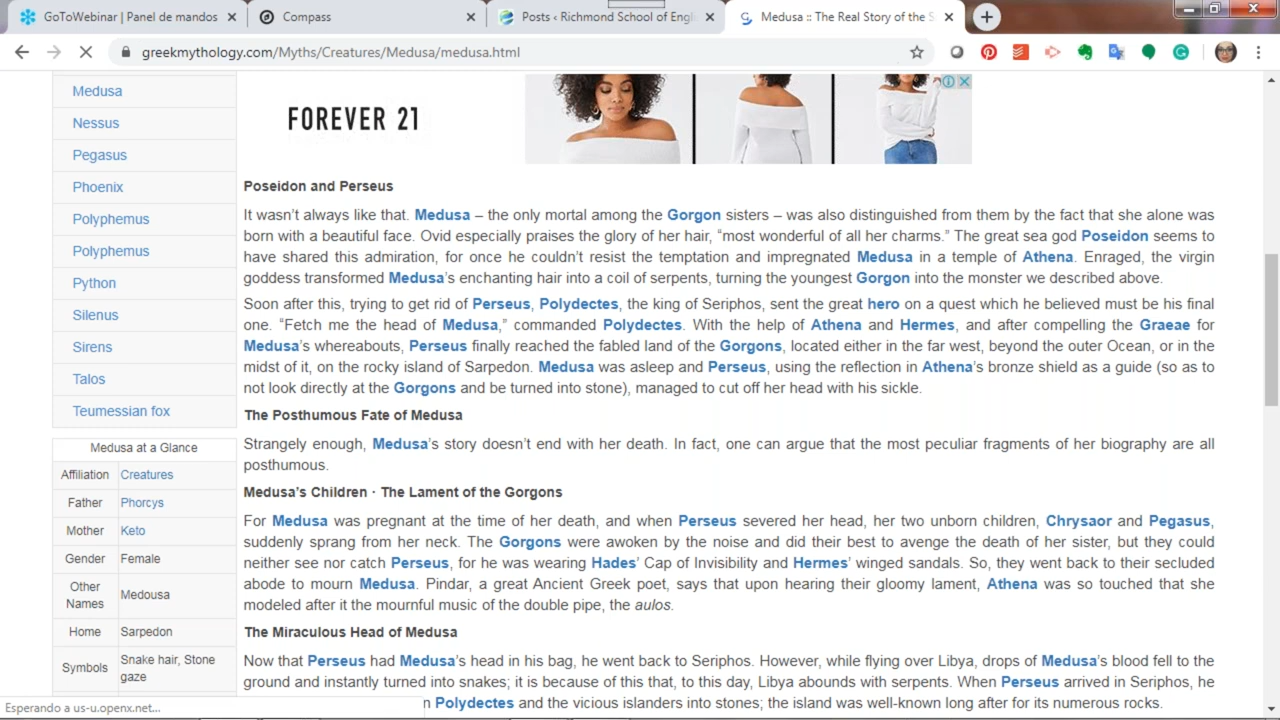 GoToWebinar | Panel de mandos
Compass
Posts ‹ Richmond School of Engl
Medusa :: The Real Story of the S
greekmythology.com/Myths/Creatures/Medusa/medusa.html
Medusa
Nessus
Pegasus
Phoenix
Polyphemus
Polyphemus
Python
Silenus
Sirens
Talos
Teumessian fox
Medusa at a Glance
Affiliation Creatures
Father Phorcys
Mother Keto
Gender Female
Other Names Medousa
Home Sarpedon
Symbols Snake hair, Stone gaze
FOREVER 21
Poseidon and Perseus
It wasn’t always like that. Medusa – the only mortal among the Gorgon sisters – was also distinguished from them by the fact that she alone was
born with a beautiful face. Ovid especially praises the glory of her hair, “most wonderful of all her charms.” The great sea god Poseidon seems to
have shared this admiration, for once he couldn’t resist the temptation and impregnated Medusa in a temple of Athena. Enraged, the virgin
goddess transformed Medusa’s enchanting hair into a coil of serpents, turning the youngest Gorgon into the monster we described above.
Soon after this, trying to get rid of Perseus, Polydectes, the king of Seriphos, sent the great hero on a quest which he believed must be his final
one. “Fetch me the head of Medusa,” commanded Polydectes. With the help of Athena and Hermes, and after compelling the Graeae for
Medusa’s whereabouts, Perseus finally reached the fabled land of the Gorgons, located either in the far west, beyond the outer Ocean, or in the
midst of it, on the rocky island of Sarpedon. Medusa was asleep and Perseus, using the reflection in Athena’s bronze shield as a guide (so as to
not look directly at the Gorgons and be turned into stone), managed to cut off her head with his sickle.
The Posthumous Fate of Medusa
Strangely enough, Medusa’s story doesn’t end with her death. In fact, one can argue that the most peculiar fragments of her biography are all
posthumous.
Medusa’s Children · The Lament of the Gorgons
For Medusa was pregnant at the time of her death, and when Perseus severed her head, her two unborn children, Chrysaor and Pegasus,
suddenly sprang from her neck. The Gorgons were awoken by the noise and did their best to avenge the death of her sister, but they could
neither see nor catch Perseus, for he was wearing Hades’ Cap of Invisibility and Hermes’ winged sandals. So, they went back to their secluded
abode to mourn Medusa. Pindar, a great Ancient Greek poet, says that upon hearing their gloomy lament, Athena was so touched that she
modeled after it the mournful music of the double pipe, the aulos.
The Miraculous Head of Medusa
Now that Perseus had Medusa’s head in his bag, he went back to Seriphos. However, while flying over Libya, drops of Medusa’s blood fell to the
ground and instantly turned into snakes; it is because of this that, to this day, Libya abounds with serpents. When Perseus arrived in Seriphos, he
n Polydectes and the vicious islanders into stones; the island was well-known long after for its numerous rocks.
Esperando a us-u.openx.net...